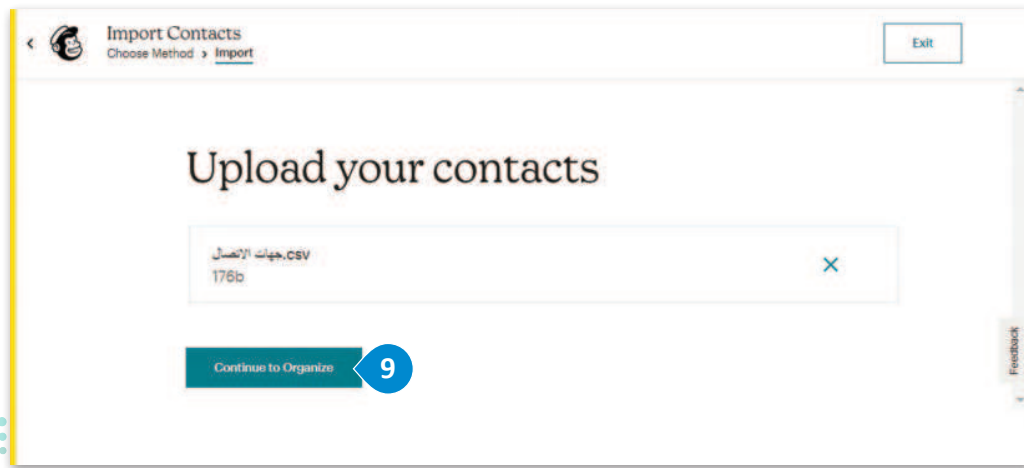 Import Contacts
Choose Method > Import
Exit
Upload your contacts
جهات الاتصال.csv
176b
Continue to Organize
9
Feedback